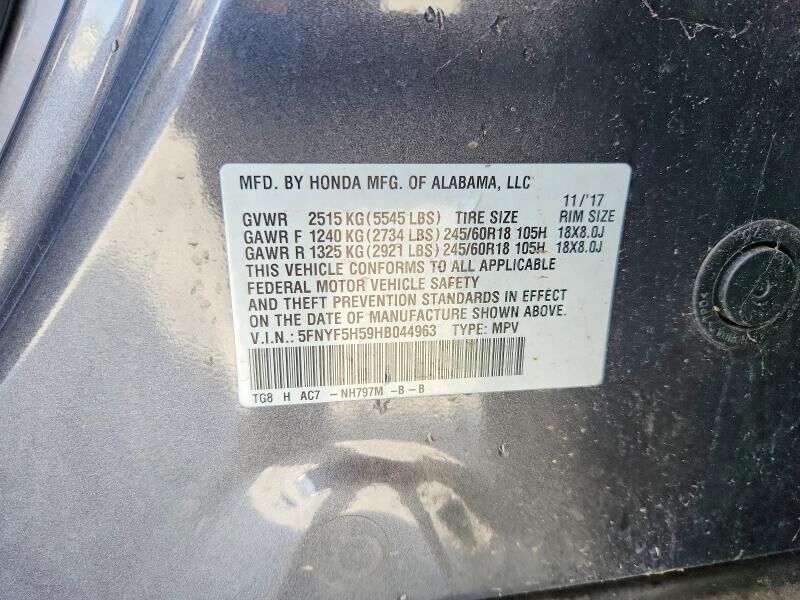 MFD. BY HONDA MFG. OF ALABAMA, LLC
11/'17
GVWR 2515 KG (5545 LBS) TIRE SIZE RIM SIZE
GAWR F 1240 KG (2734 LBS) 245/60R18 105H 18X8.0J
GAWR R 1325 KG (2921 LBS) 245/60R18 105H 18X8.0J
THIS VEHICLE CONFORMS TO ALL APPLICABLE
FEDERAL MOTOR VEHICLE SAFETY
AND THEFT PREVENTION STANDARDS IN EFFECT
ON THE DATE OF MANUFACTURE SHOWN ABOVE.
V.I.N.: 5FNYF5H59HB044963 TYPE: MPV
TG8 H AC7 -NH797M -B-B